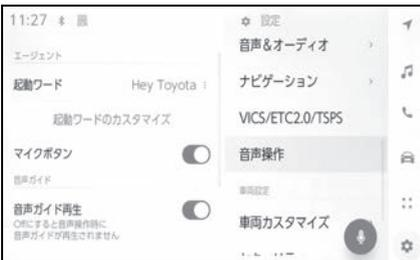 11:27
エージェント
起動ワード Hey Toyota
起動ワードのカスタマイズ
マイクボタン
音声ガイド
音声ガイド再生
Offにすると音声操作時に
音声ガイドが再生されません
設定
音声&オーディオ
ナビゲーション
VICS/ETC2.0/TSPS
音声操作
車両設定
車両カスタマイズ